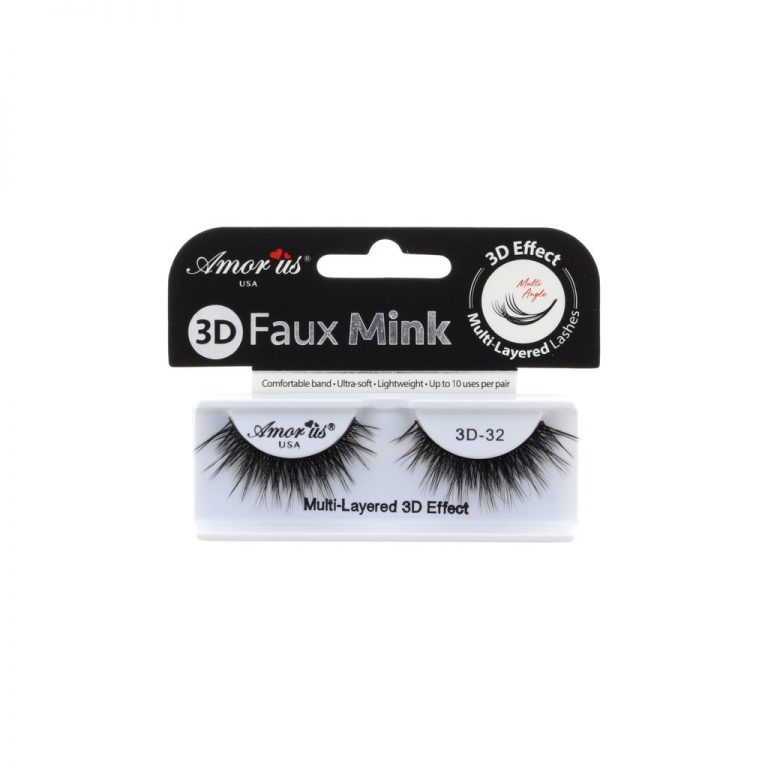 Amor us®
USA
3D Faux Mink
3D Effect
Multi Angle
Multi-Layered Lashes
Comfortable band • Ultra-soft • Lightweight • Up to 10 uses per pair
Amor us®
USA
3D-32
Multi-Layered 3D Effect